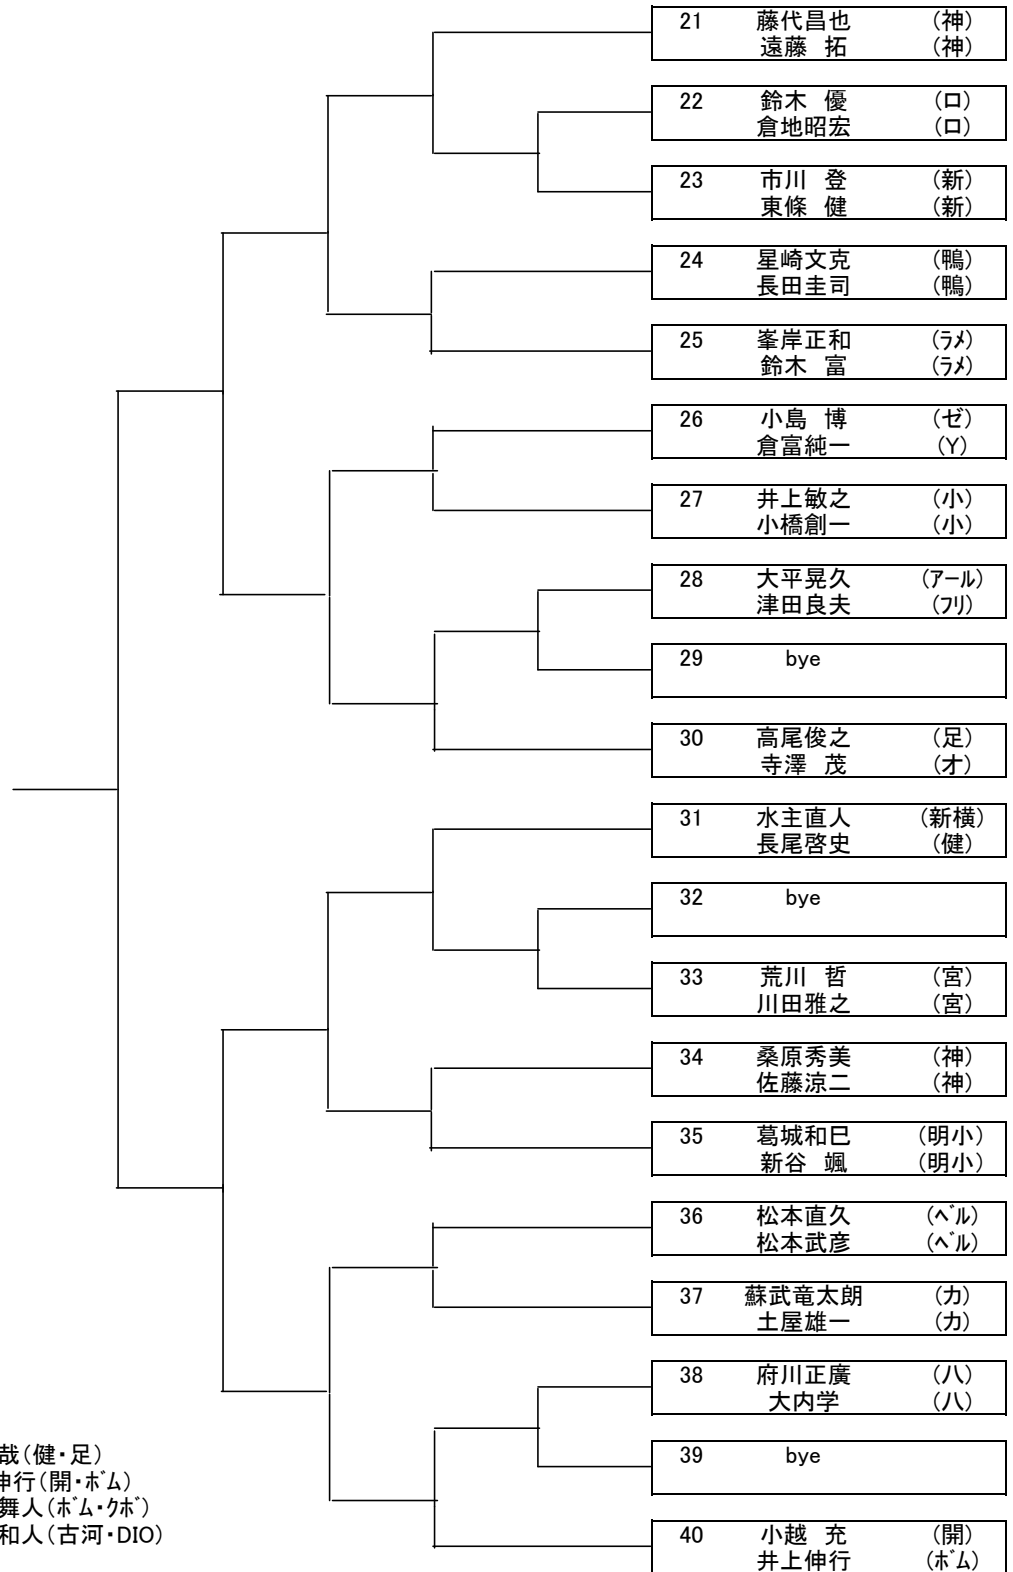 21 藤代昌也 (神)
遠藤 拓 (神)
22 鈴木 優 (ロ)
倉地昭宏 (ロ)
23 市川 登 (新)
東條 健 (新)
24 星崎文克 (鴨)
長田圭司 (鴨)
25 峯岸正和 (ﾗﾒ)
鈴木 富 (ﾗﾒ)
26 小島 博 (ゼ)
倉富純一 (Y)
27 井上敏之 (小)
小橋創一 (小)
28 大平晃久 (アール)
津田良夫 (ﾌﾘ)
29 bye
30 高尾俊之 (足)
寺澤 茂 (才)
31 水主直人 (新横)
長尾啓史 (健)
32 bye
33 荒川 哲 (宮)
川田雅之 (宮)
34 桑原秀美 (神)
佐藤涼二 (神)
35 葛城和巳 (明小)
新谷 颯 (明小)
36 松本直久 (ﾍﾞﾙ)
松本武彦 (ﾍﾞﾙ)
37 蘇武竜太朗 (カ)
土屋雄一 (カ)
38 府川正廣 (八)
大内学 (八)
39 bye
40 小越 充 (開)
井上伸行 (ﾎﾞﾑ)
哉(健・足)
伸行(開・ﾎﾞﾑ)
舞人(ﾎﾞﾑ・ｸﾎﾞ)
和人(古河・DIO)